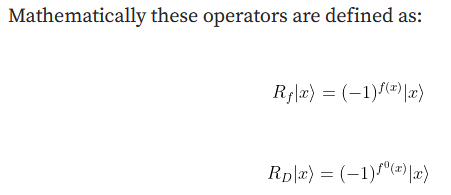 Mathematically these operators are defined as:
R_f|x⟩ = (−1)^{f(x)}|x⟩
R_D|x⟩ = (−1)^{f^0(x)}|x⟩